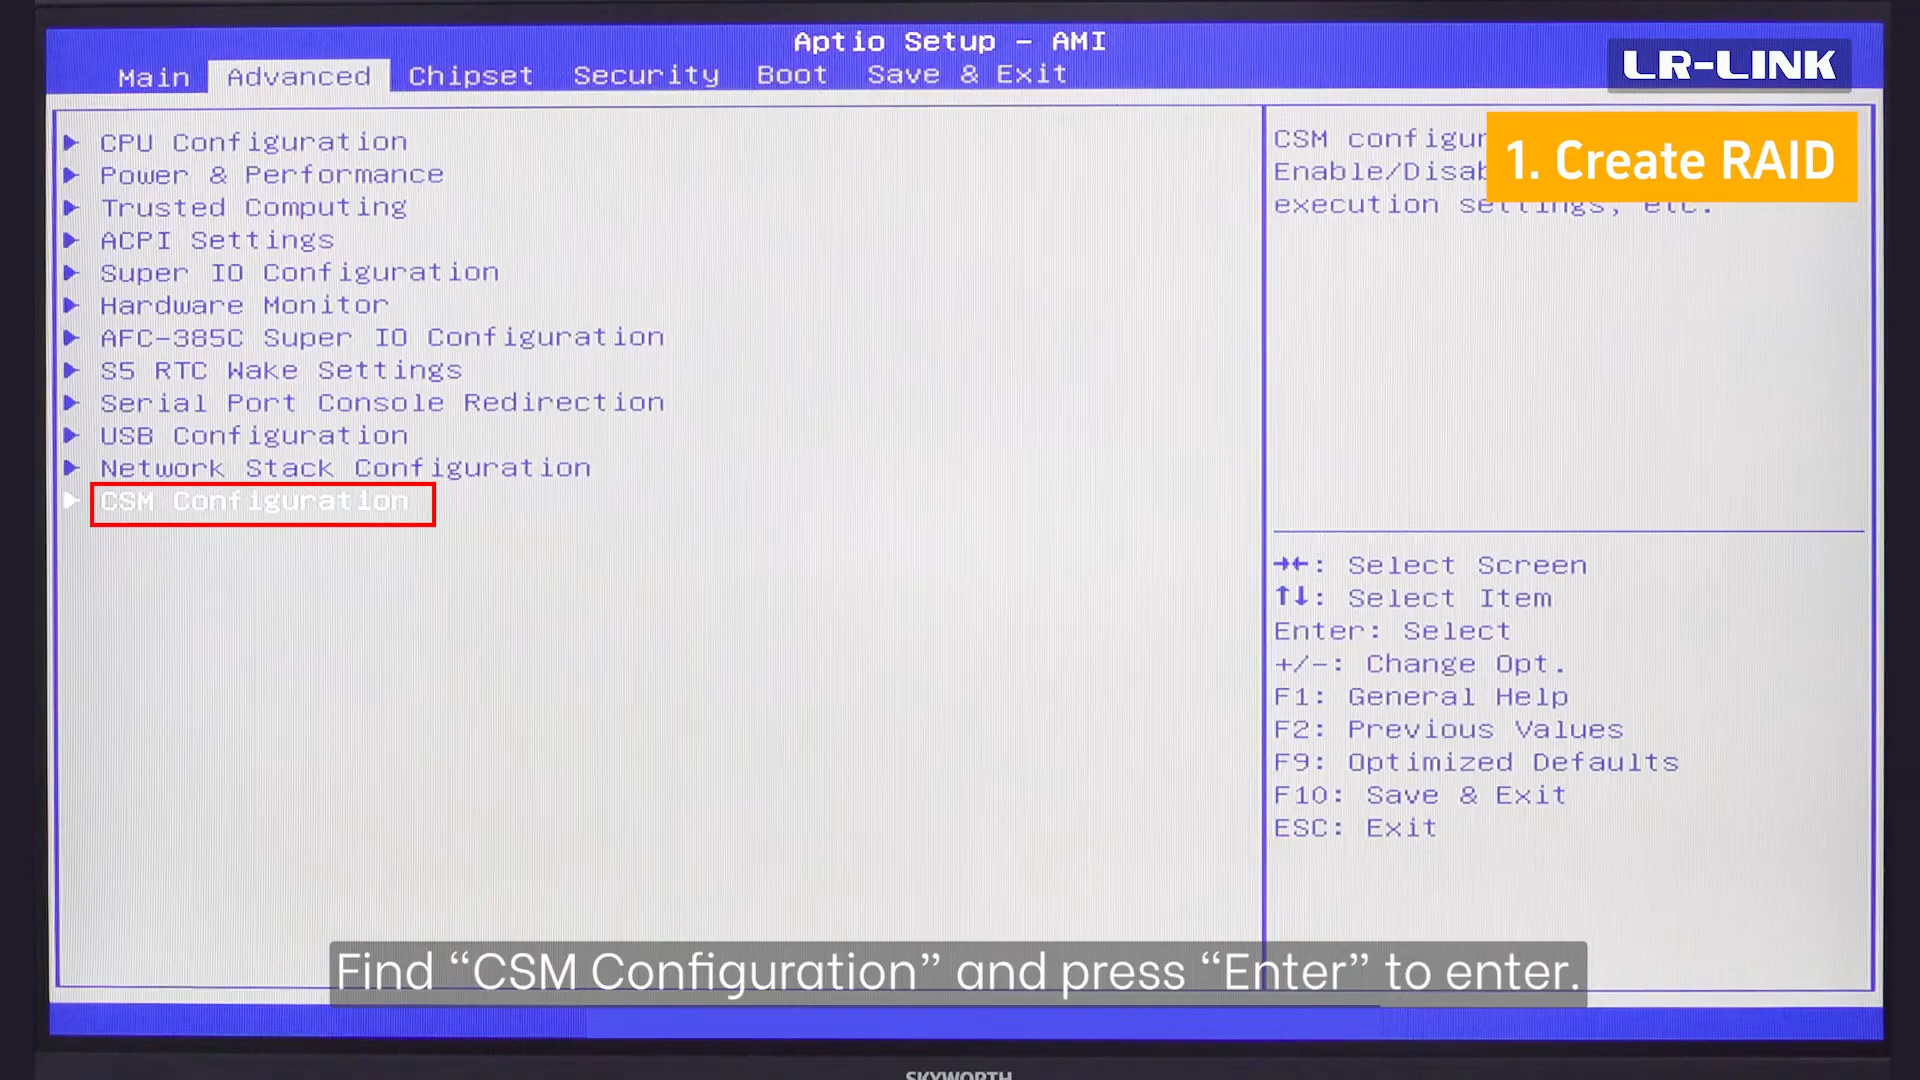 Aptio Setup – AMI
Main Advanced Chipset Security Boot Save & Exit
LR-LINK
1. Create RAID
CPU Configuration
Power & Performance
Trusted Computing
ACPI Settings
Super IO Configuration
Hardware Monitor
AFC-385C Super IO Configuration
S5 RTC Wake Settings
Serial Port Console Redirection
USB Configuration
Network Stack Configuration
CSM Configuration
CSM configur
Enable/Disab
execution settings, etc.
→←: Select Screen
↑↓: Select Item
Enter: Select
+/-: Change Opt.
F1: General Help
F2: Previous Values
F9: Optimized Defaults
F10: Save & Exit
ESC: Exit
Find “CSM Configuration” and press “Enter” to enter.
SKYWORTH